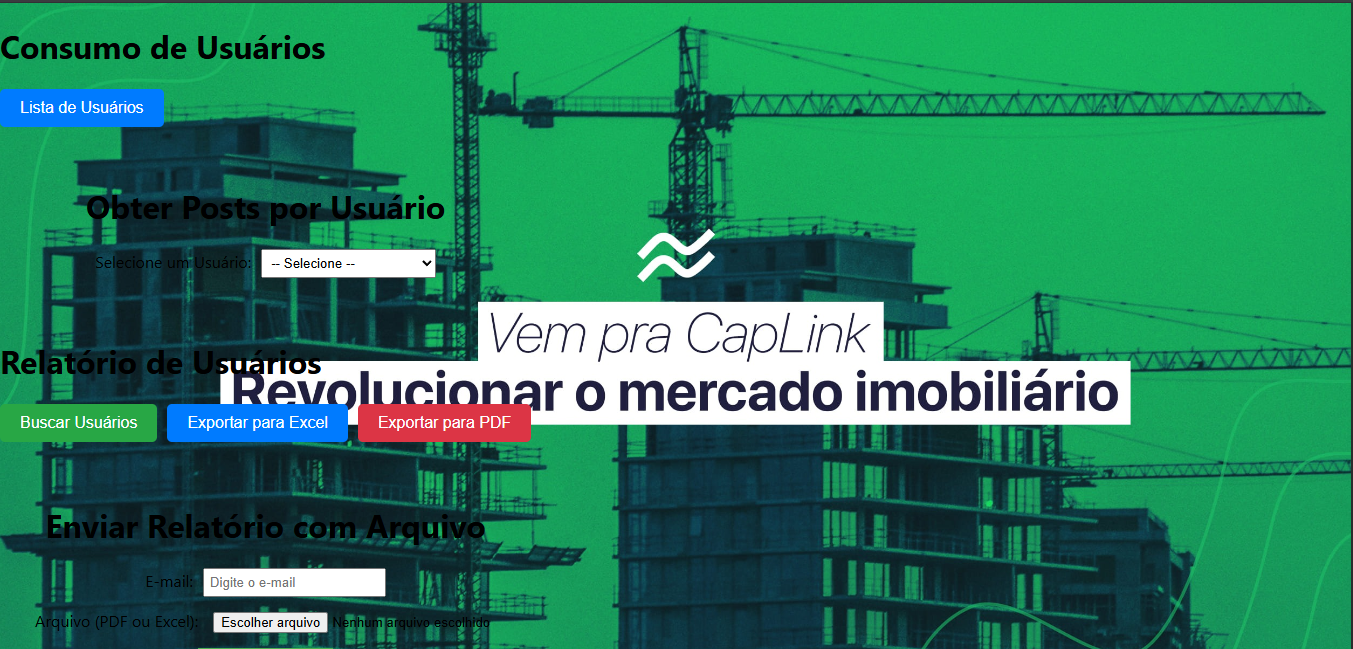 Consumo de Usuários
Lista de Usuários
Obter Posts por Usuário
Selecione um Usuário: -- Selecione --
Vem pra CapLink
Relatório de Usuários
Revolucionar o mercado imobiliário
Buscar Usuários Exportar para Excel Exportar para PDF
Enviar Relatório com Arquivo
E-mail: Digite o e-mail
Arquivo (PDF ou Excel): Escolher arquivo Nenhum arquivo escolhido